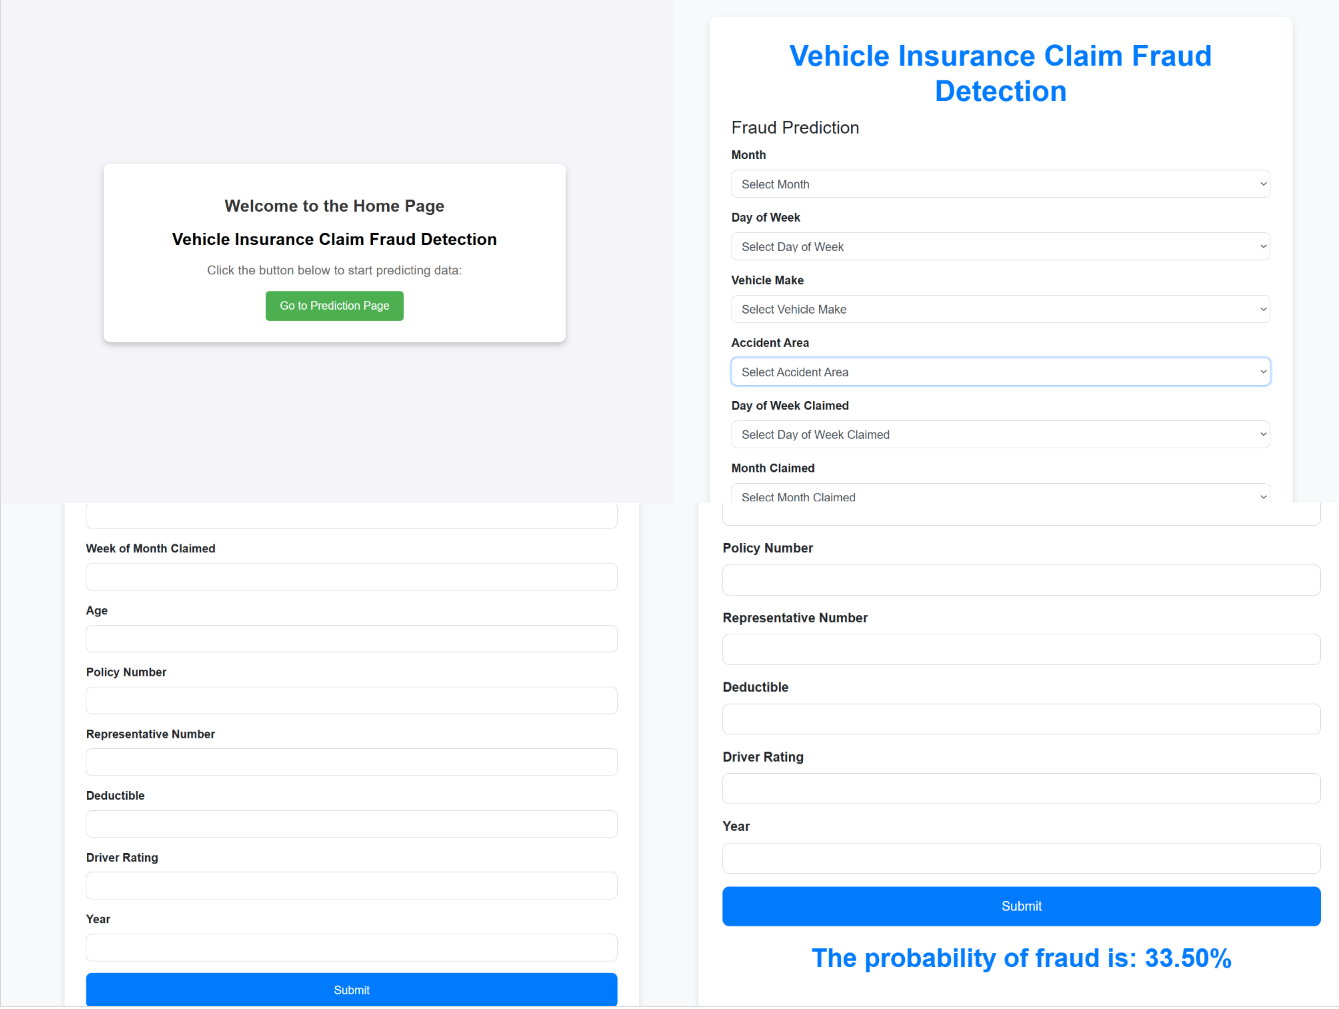 Welcome to the Home Page
Vehicle Insurance Claim Fraud Detection
Click the button below to start predicting data:
Go to Prediction Page
Vehicle Insurance Claim Fraud
Detection
Fraud Prediction
Month
Select Month
Day of Week
Select Day of Week
Vehicle Make
Select Vehicle Make
Accident Area
Select Accident Area
Day of Week Claimed
Select Day of Week Claimed
Month Claimed
Select Month Claimed
Week of Month Claimed
Age
Policy Number
Representative Number
Deductible
Driver Rating
Year
Submit
Policy Number
Representative Number
Deductible
Driver Rating
Year
Submit
The probability of fraud is: 33.50%